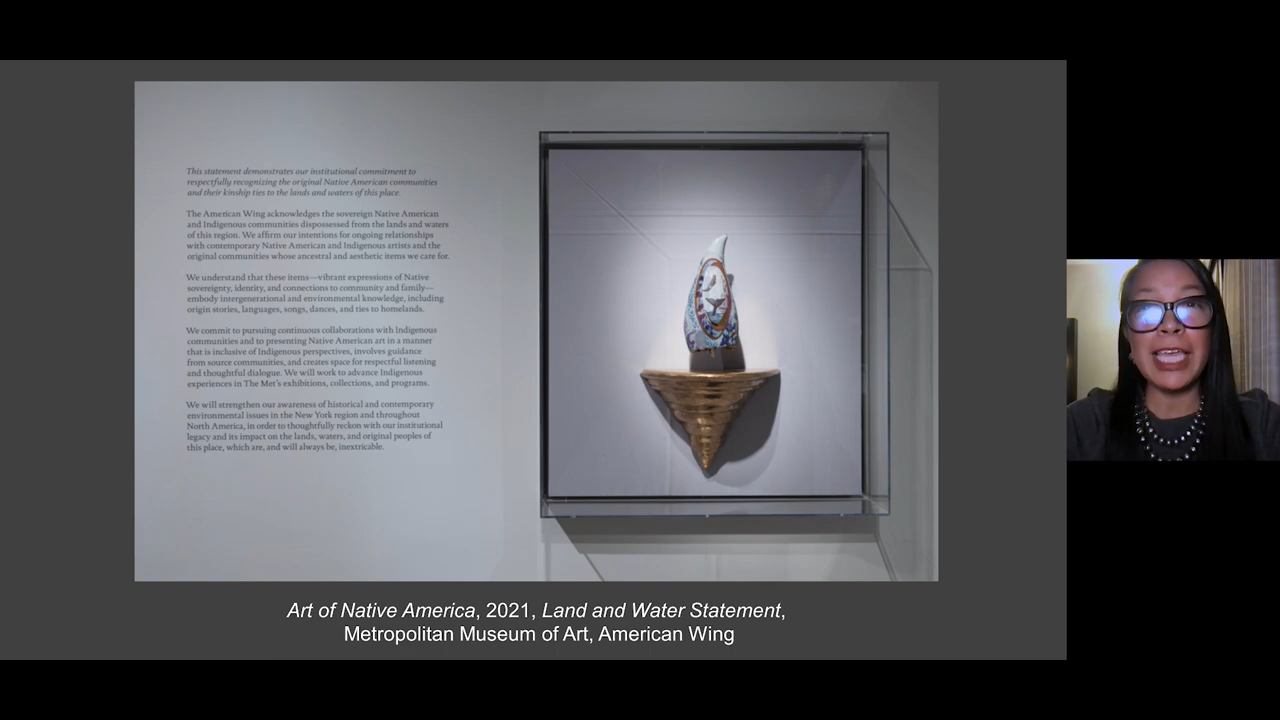 This statement demonstrates our institutional commitment to
respectfully recognizing the original Native American communities
and their kinship ties to the lands and waters of this place.
The American Wing acknowledges the sovereign Native American
and Indigenous communities dispossessed from the lands and waters
of this region. We affirm our intentions for ongoing relationships
with contemporary Native American and Indigenous artists and the
original communities whose ancestral and aesthetic items we care for.
We understand that these items—vibrant expressions of Native
sovereignty, identity, and connections to community and family—
embody intergenerational and environmental knowledge, including
origin stories, languages, songs, dances, and ties to homelands.
We commit to pursuing continuous collaborations with Indigenous
communities and to presenting Native American art in a manner
that is inclusive of Indigenous perspectives, involves guidance
from source communities, and creates space for respectful listening
and thoughtful dialogue. We will work to advance Indigenous
experiences in The Met's exhibitions, collections, and programs.
We will strengthen our awareness of historical and contemporary
environmental issues in the New York region and throughout
North America, in order to thoughtfully reckon with our institutional
legacy and its impact on the lands, waters, and original peoples of
this place, which are, and will always be, inextricable.
Art of Native America, 2021, Land and Water Statement,
Metropolitan Museum of Art, American Wing